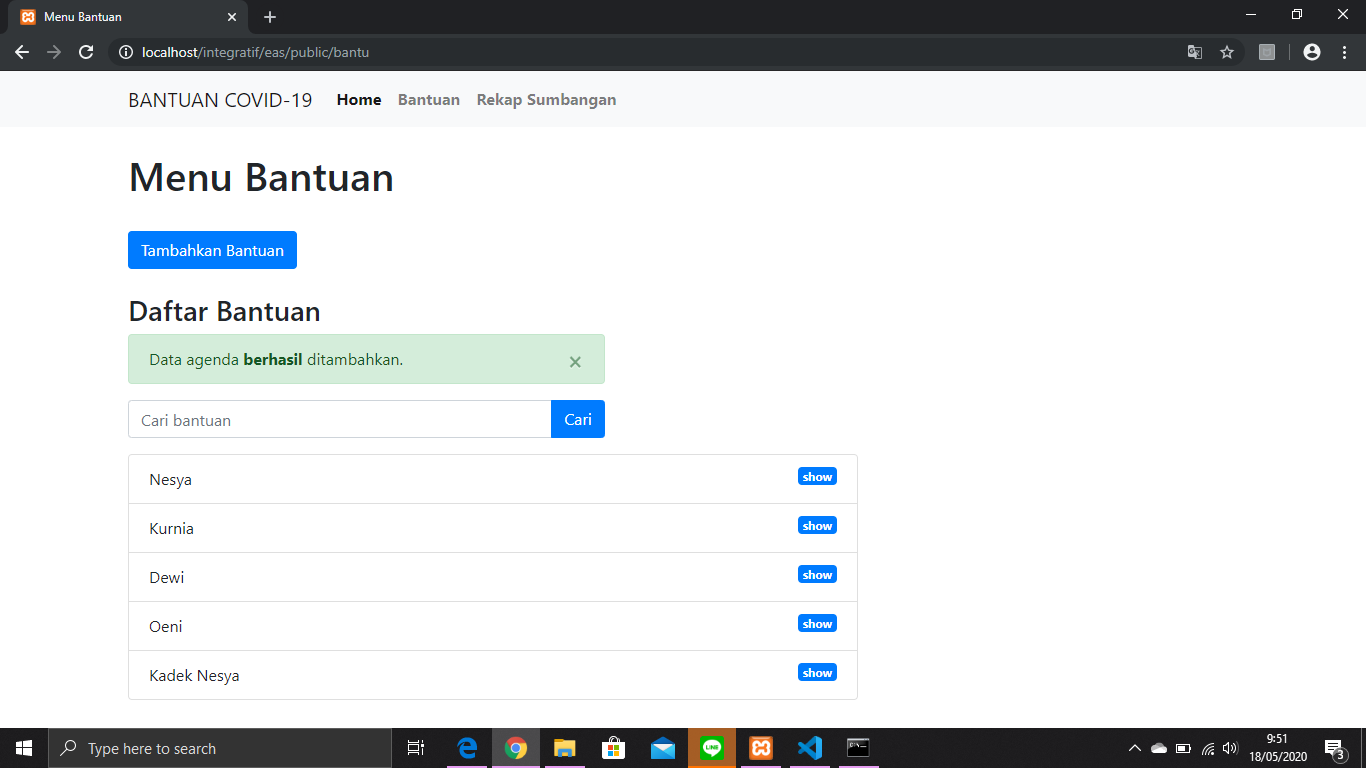 Menu Bantuan
localhost/integratif/eas/public/bantu
BANTUAN COVID-19 Home Bantuan Rekap Sumbangan
Menu Bantuan
Tambahkan Bantuan
Daftar Bantuan
Data agenda berhasil ditambahkan. ×
Cari bantuan Cari
Nesya show
Kurnia show
Dewi show
Oeni show
Kadek Nesya show
Type here to search
LINE
9:51
18/05/2020
3